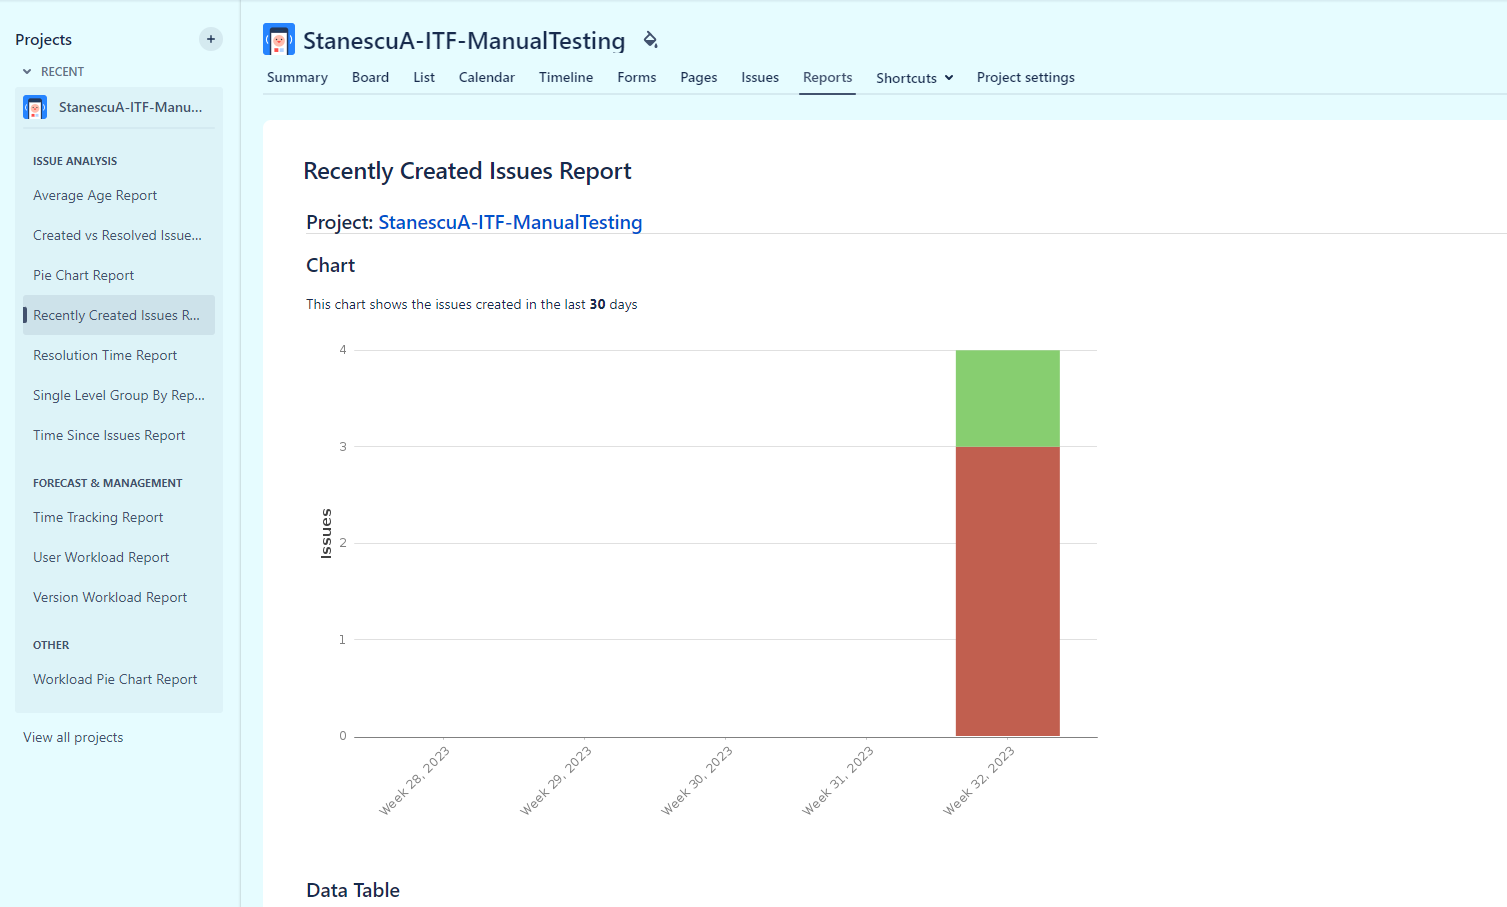 Projects
+
RECENT
StanescuA-ITF-Manu...
ISSUE ANALYSIS
Average Age Report
Created vs Resolved Issue...
Pie Chart Report
Recently Created Issues R...
Resolution Time Report
Single Level Group By Rep...
Time Since Issues Report
FORECAST & MANAGEMENT
Time Tracking Report
User Workload Report
Version Workload Report
OTHER
Workload Pie Chart Report
View all projects
StanescuA-ITF-ManualTesting
Summary Board List Calendar Timeline Forms Pages Issues Reports Shortcuts Project settings
Recently Created Issues Report
Project: StanescuA-ITF-ManualTesting
Chart
This chart shows the issues created in the last 30 days
4
3
2
1
0
Issues
Week 28, 2023
Week 29, 2023
Week 30, 2023
Week 31, 2023
Week 32, 2023
Data Table